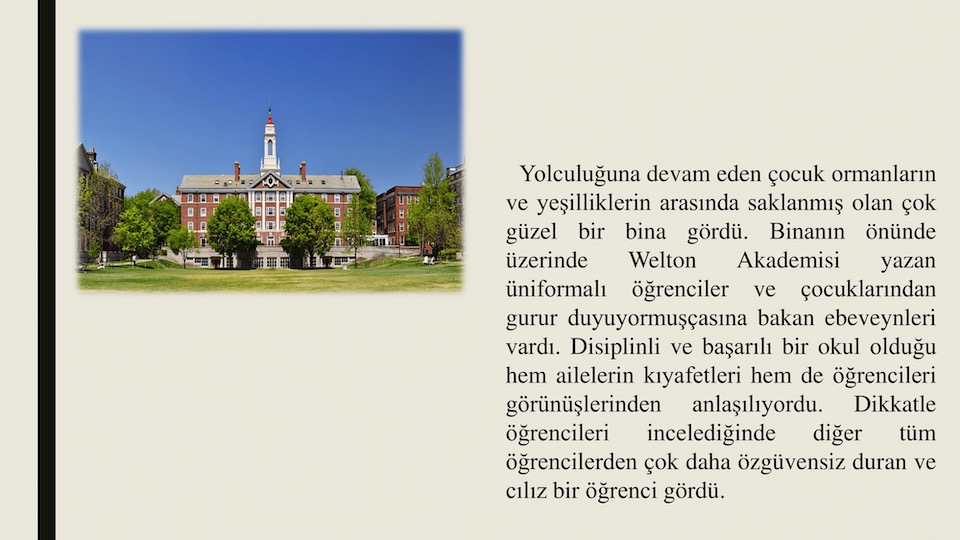 Yolculuğuna devam eden çocuk ormanların
ve yeşilliklerin arasında saklanmış olan çok
güzel bir bina gördü. Binanın önünde
üzerinde Welton Akademisi yazan
üniformalı öğrenciler ve çocuklarından
gurur duyuyormuşçasına bakan ebeveynleri
vardı. Disiplinli ve başarılı bir okul olduğu
hem ailelerin kıyafetleri hem de öğrencileri
görünüşlerinden anlaşılıyordu. Dikkatle
öğrencileri incelediğinde diğer tüm
öğrencilerden çok daha özgüvensiz duran ve
cılız bir öğrenci gördü.